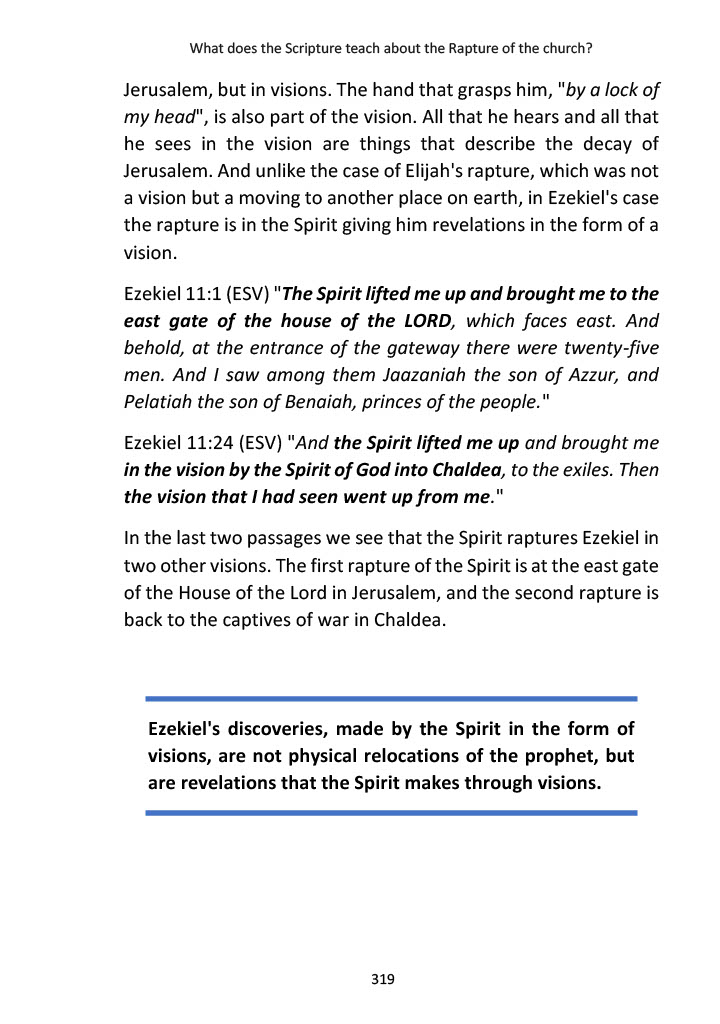 What does the Scripture teach about the Rapture of the church?
Jerusalem, but in visions. The hand that grasps him, "by a lock of
my head", is also part of the vision. All that he hears and all that
he sees in the vision are things that describe the decay of
Jerusalem. And unlike the case of Elijah's rapture, which was not
a vision but a moving to another place on earth, in Ezekiel's case
the rapture is in the Spirit giving him revelations in the form of a
vision.
Ezekiel 11:1 (ESV) "The Spirit lifted me up and brought me to the
east gate of the house of the LORD, which faces east. And
behold, at the entrance of the gateway there were twenty-five
men. And I saw among them Jaazaniah the son of Azzur, and
Pelatiah the son of Benaiah, princes of the people."
Ezekiel 11:24 (ESV) "And the Spirit lifted me up and brought me
in the vision by the Spirit of God into Chaldea, to the exiles. Then
the vision that I had seen went up from me."
In the last two passages we see that the Spirit raptures Ezekiel in
two other visions. The first rapture of the Spirit is at the east gate
of the House of the Lord in Jerusalem, and the second rapture is
back to the captives of war in Chaldea.
Ezekiel's discoveries, made by the Spirit in the form of
visions, are not physical relocations of the prophet, but
are revelations that the Spirit makes through visions.
319